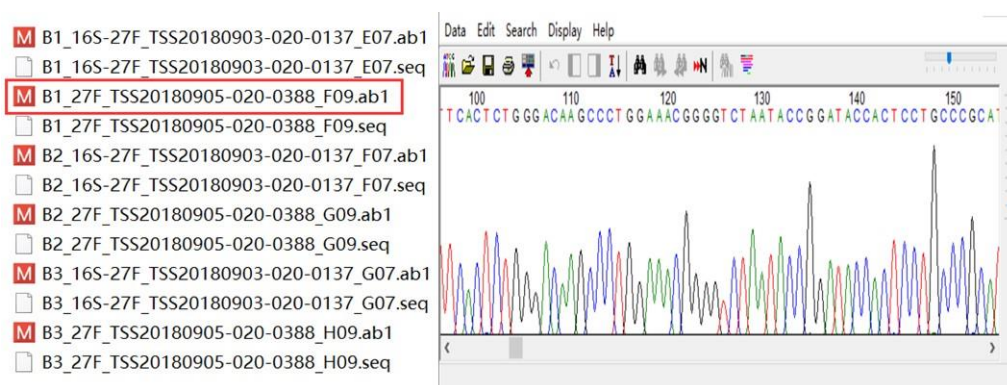 M B1_16S-27F_TSS20180903-020-0137_E07.ab1
B1_16S-27F_TSS20180903-020-0137_E07.seq
M B1_27F_TSS20180905-020-0388_F09.ab1
B1_27F_TSS20180905-020-0388_F09.seq
M B2_16S-27F_TSS20180903-020-0137_F07.ab1
B2_16S-27F_TSS20180903-020-0137_F07.seq
M B2_27F_TSS20180905-020-0388_G09.ab1
B2_27F_TSS20180905-020-0388_G09.seq
M B3_16S-27F_TSS20180903-020-0137_G07.ab1
B3_16S-27F_TSS20180903-020-0137_G07.seq
M B3_27F_TSS20180905-020-0388_H09.ab1
B3_27F_TSS20180905-020-0388_H09.seq
Data Edit Search Display Help
100 110 120 130 140 150
TCACTCTGGGACAAGCCCTGGAAACGGGGTCTAATACCGGATACCACTCCTGCCCGCAT